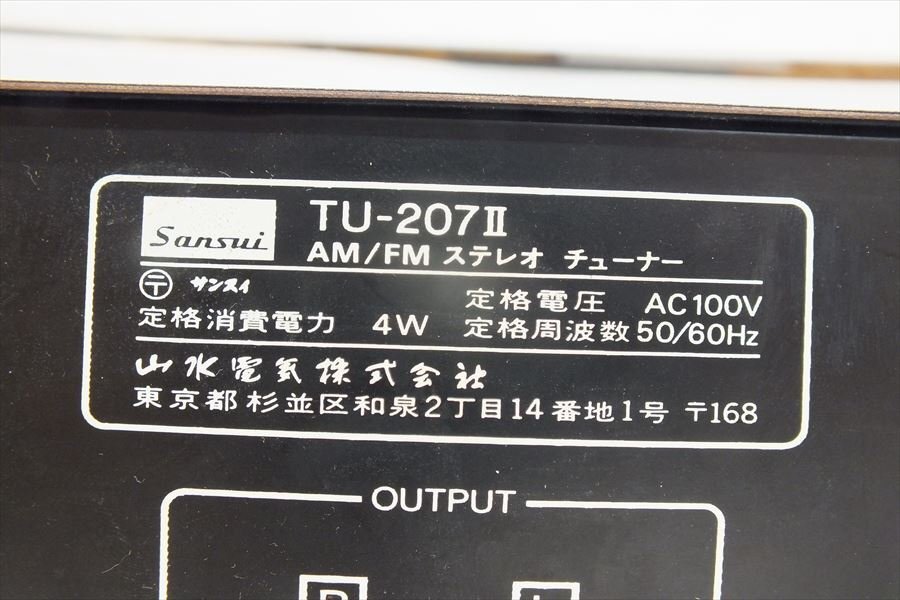 Sansui TU-207II
AM/FM ステレオ チューナー
〒 サンスイ
定格電圧 AC100V
定格消費電力 4W 定格周波数 50/60Hz
山水電気株式会社
東京都杉並区和泉2丁目14番地1号 〒168
OUTPUT
R L